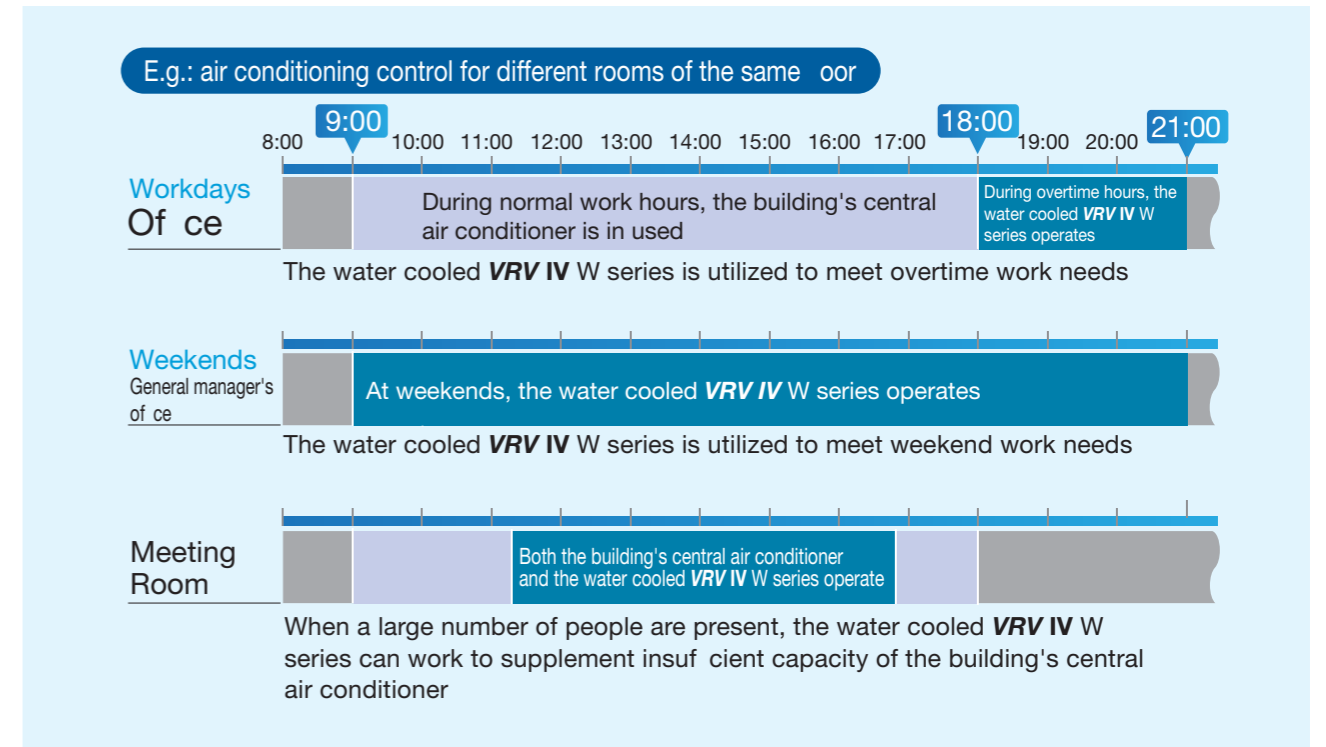 E.g.: air conditioning control for different rooms of the same oor
8:00 9:00 10:00 11:00 12:00 13:00 14:00 15:00 16:00 17:00 18:00 19:00 20:00 21:00
Workdays
Of ce
During normal work hours, the building's central
air conditioner is in used
During overtime hours, the
water cooled VRV IV W
series operates
The water cooled VRV IV W series is utilized to meet overtime work needs
Weekends
General manager's
of ce
At weekends, the water cooled VRV IV W series operates
The water cooled VRV IV W series is utilized to meet weekend work needs
Meeting
Room
Both the building's central air conditioner
and the water cooled VRV IV W series operate
When a large number of people are present, the water cooled VRV IV W
series can work to supplement insuf cient capacity of the building's central
air conditioner